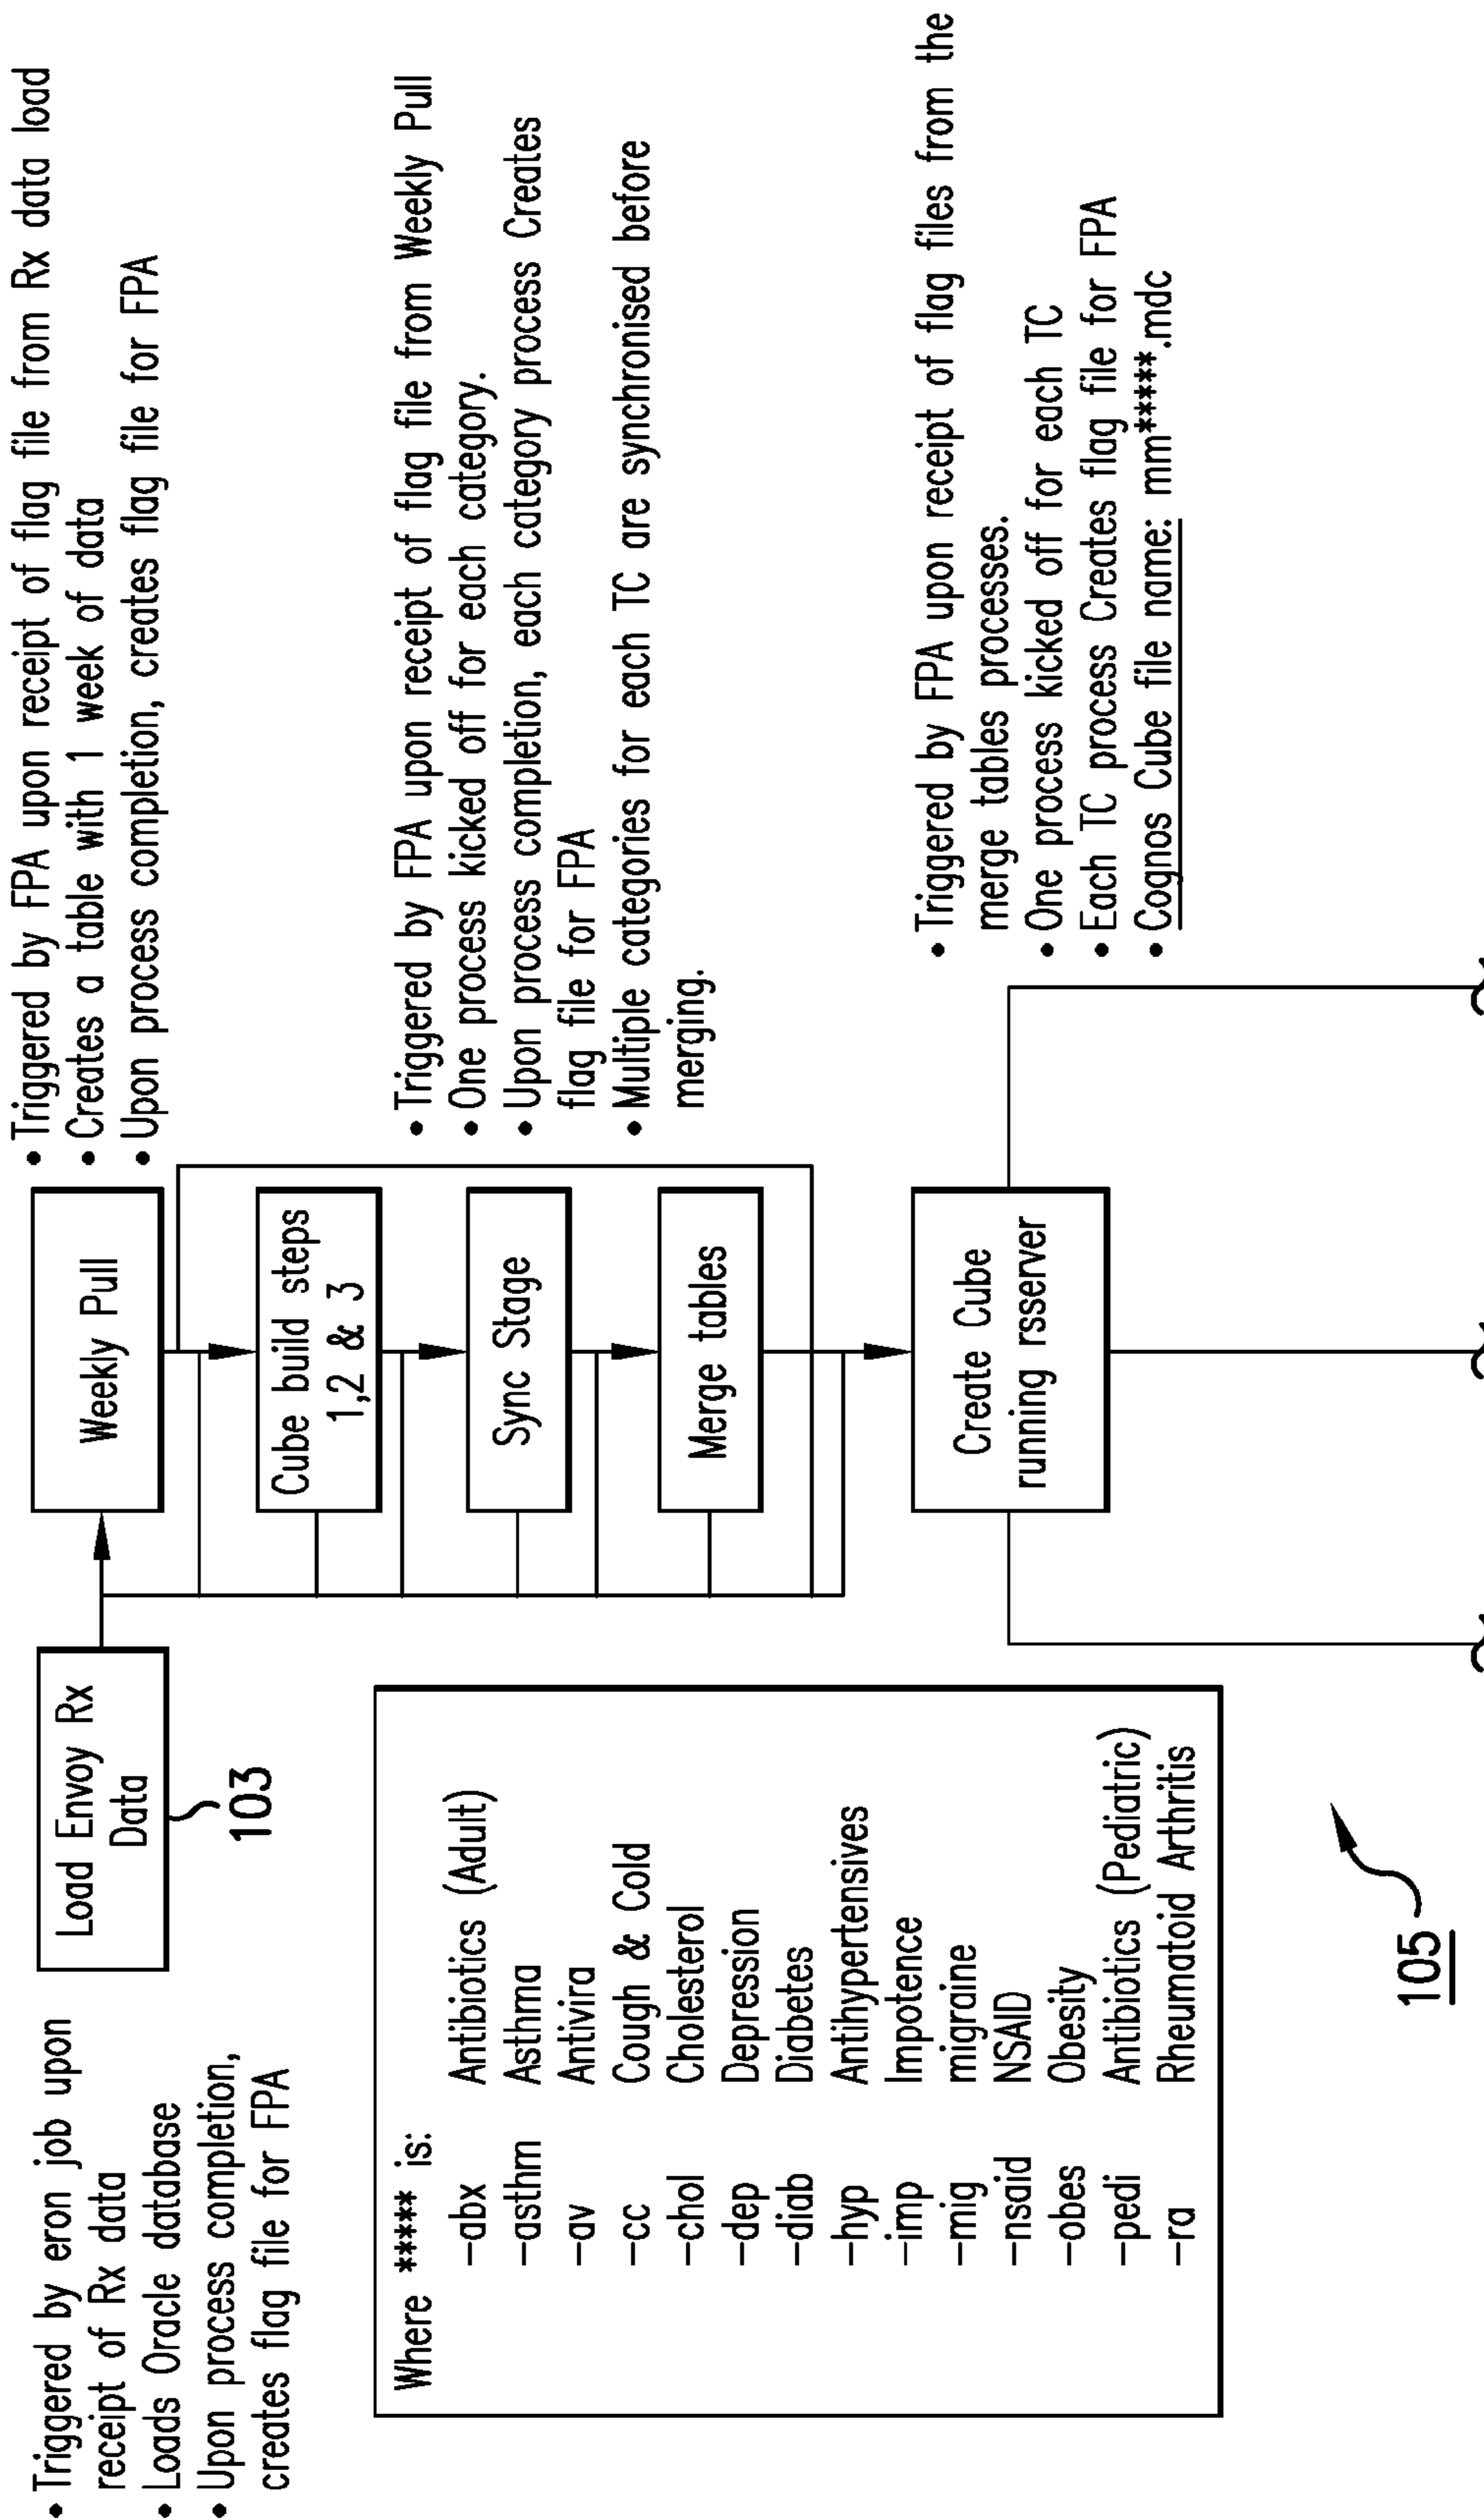 • Triggered by eron job upon
receipt of Rx data
• Loads Oracle database
• Upon process completion,
creates flag file for FPA
Load Envoy Rx
Data
103
Weekly Pull
• Triggered by FPA upon receipt of flag file from Rx data load
• Creates a table with 1 week of data
• Upon process completion, creates flag file for FPA
Where ***** is:
-abx Antibiotics (Adult)
-asthm Asthma
-av Antivira
-cc Cough & Cold
-chol Cholesterol
-dep Depression
-diab Diabetes
-hyp Antihypertensives
-imp Impotence
-mig migraine
-nsaid NSAID
-obes Obesity
-pedi Antibiotics (Pediatric)
-ra Rheumatoid Arthritis
Cube build steps
1,2 & 3
Sync Stage
Merge tables
• Triggered by FPA upon receipt of flag file from Weekly Pull
• One process kicked off for each category.
• Upon process completion, each category process Creates
flag file for FPA
• Multiple categories for each TC are synchronised before
merging.
Create Cube
running rsserver
• Triggered by FPA upon receipt of flag files from the
merge tables processes.
• One process kicked off for each TC
• Each TC process Creates flag file for FPA
• Cognos Cube file name: mm*****.mdc
105